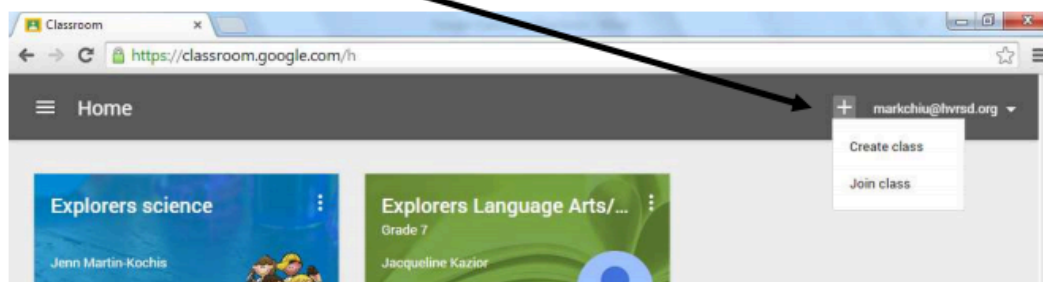 Classroom
https://classroom.google.com/h
Home
markchiu@hvrsd.org
Create class
Join class
Explorers science
Jenn Martin-Kochis
Explorers Language Arts/...
Grade 7
Jacqueline Kazior